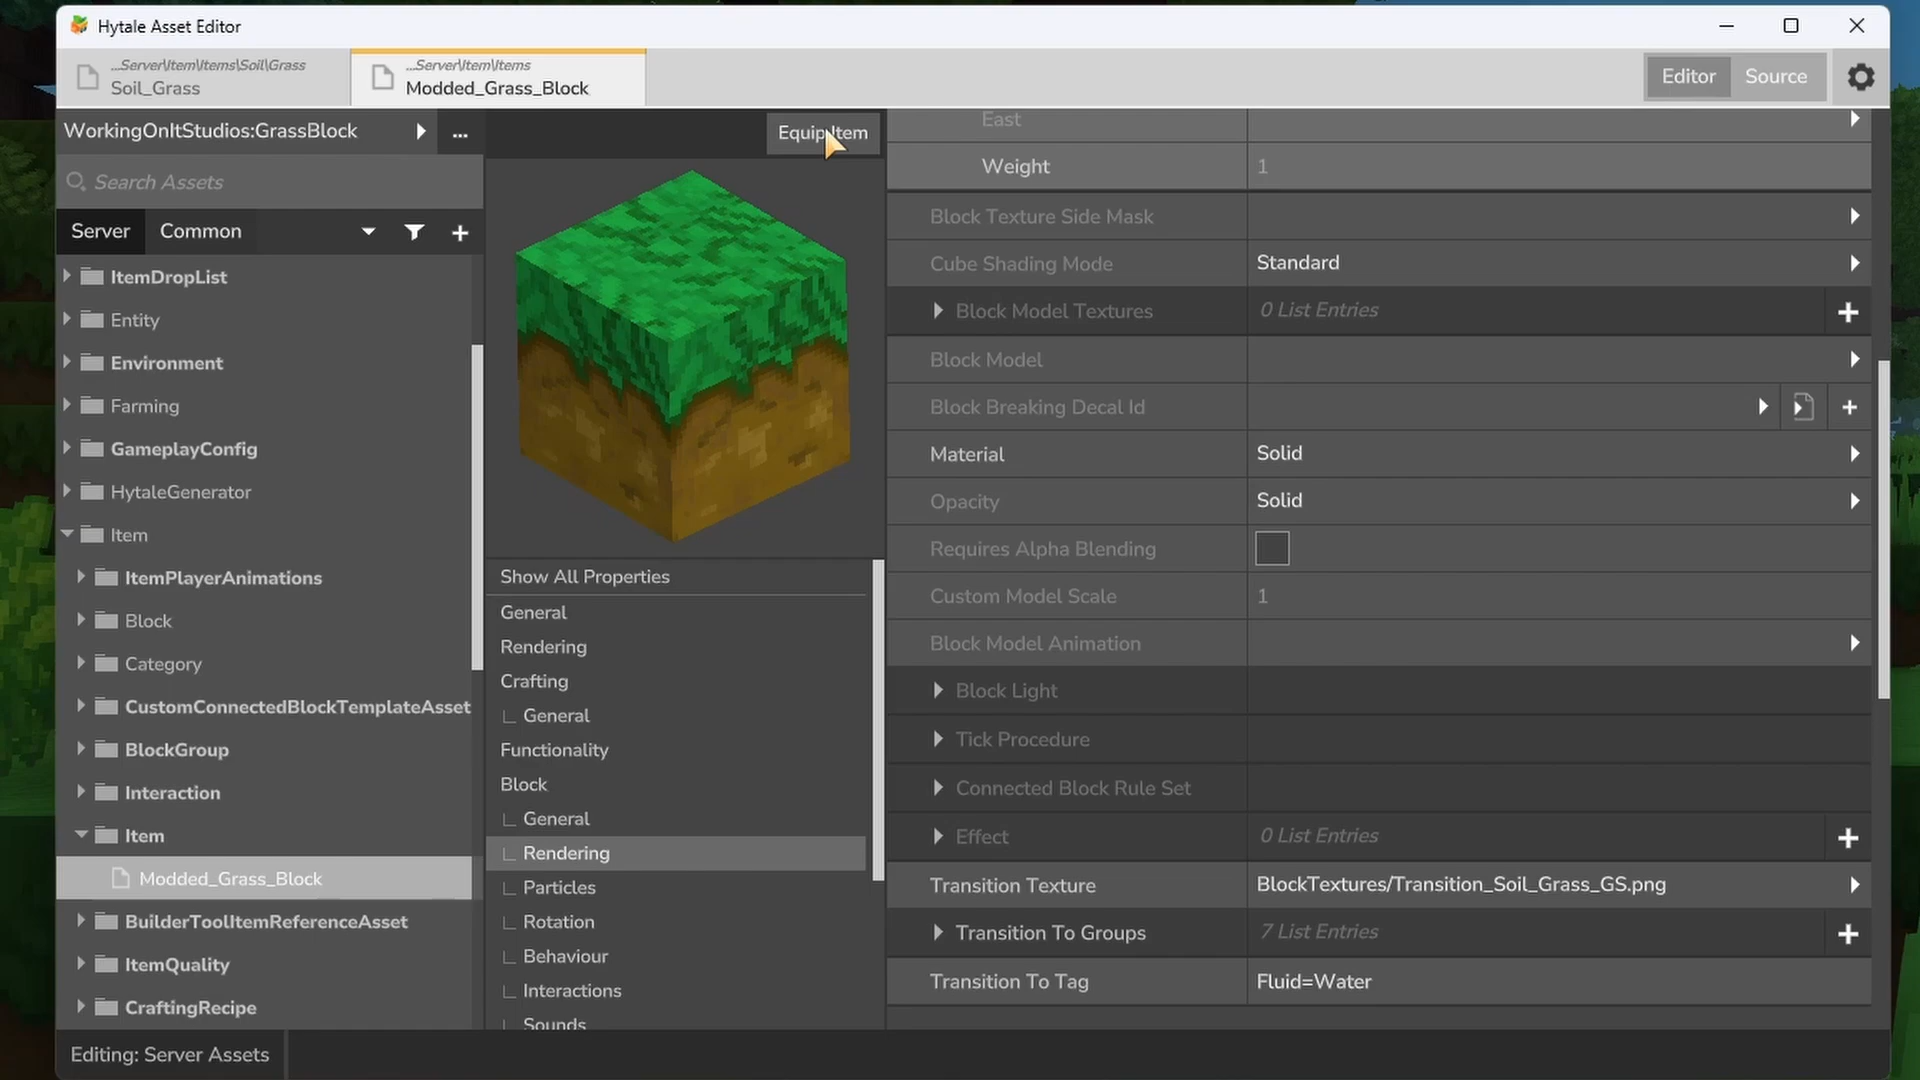 Hytale Asset Editor
...Server\Item\Items\Soil\Grass
Soil_Grass
...Server\Item\Items
Modded_Grass_Block
Editor
Source
WorkingOnItStudios:GrassBlock
...
Search Assets
Server
Common
ItemDropList
Entity
Environment
Farming
GameplayConfig
HytaleGenerator
Item
ItemPlayerAnimations
Block
Category
CustomConnectedBlockTemplateAsset
BlockGroup
Interaction
Item
Modded_Grass_Block
BuilderToolItemReferenceAsset
ItemQuality
CraftingRecipe
Equip Item
Show All Properties
General
Rendering
Crafting
General
Functionality
Block
General
Rendering
Particles
Rotation
Behaviour
Interactions
Sounds
East
Weight 1
Block Texture Side Mask
Cube Shading Mode Standard
Block Model Textures 0 List Entries
Block Model
Block Breaking Decal Id
Material Solid
Opacity Solid
Requires Alpha Blending
Custom Model Scale 1
Block Model Animation
Block Light
Tick Procedure
Connected Block Rule Set
Effect 0 List Entries
Transition Texture BlockTextures/Transition_Soil_Grass_GS.png
Transition To Groups 7 List Entries
Transition To Tag Fluid=Water
Editing: Server Assets